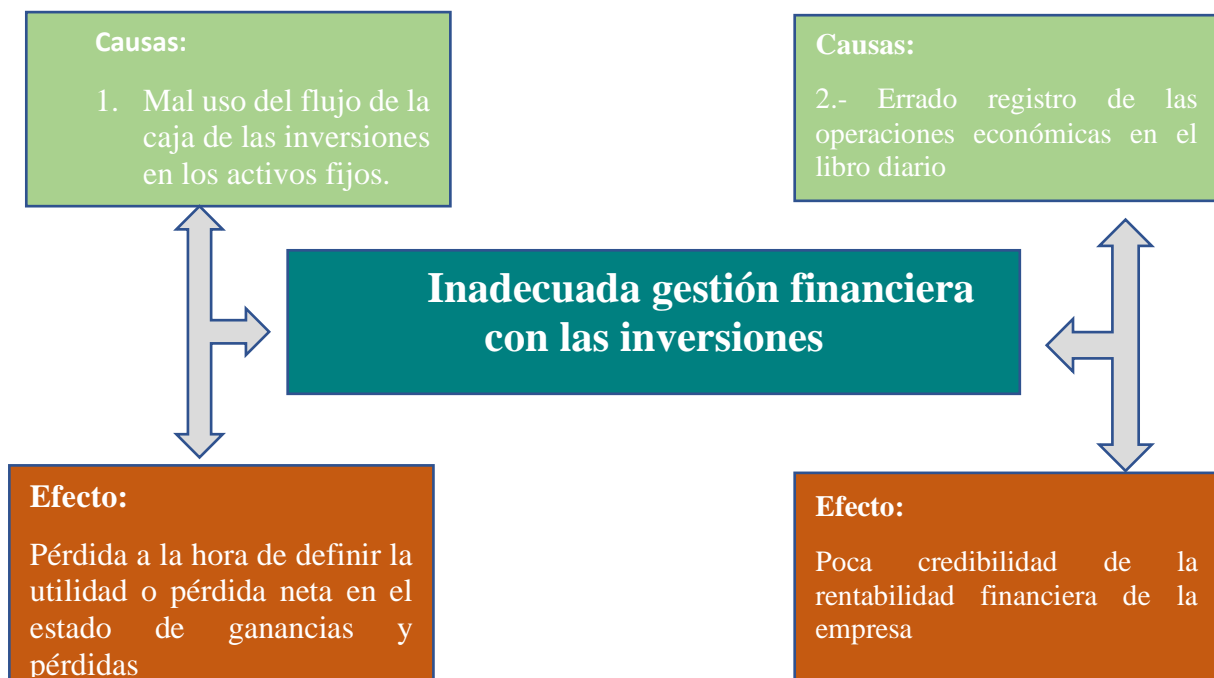 Causas:
1. Mal uso del flujo de la
caja de las inversiones
en los activos fijos.
Causas:
2.- Errado registro de las
operaciones económicas en el
libro diario
Inadecuada gestión financiera
con las inversiones
Efecto:
Pérdida a la hora de definir la
utilidad o pérdida neta en el
estado de ganancias y
pérdidas
Efecto:
Poca credibilidad de la
rentabilidad financiera de la
empresa